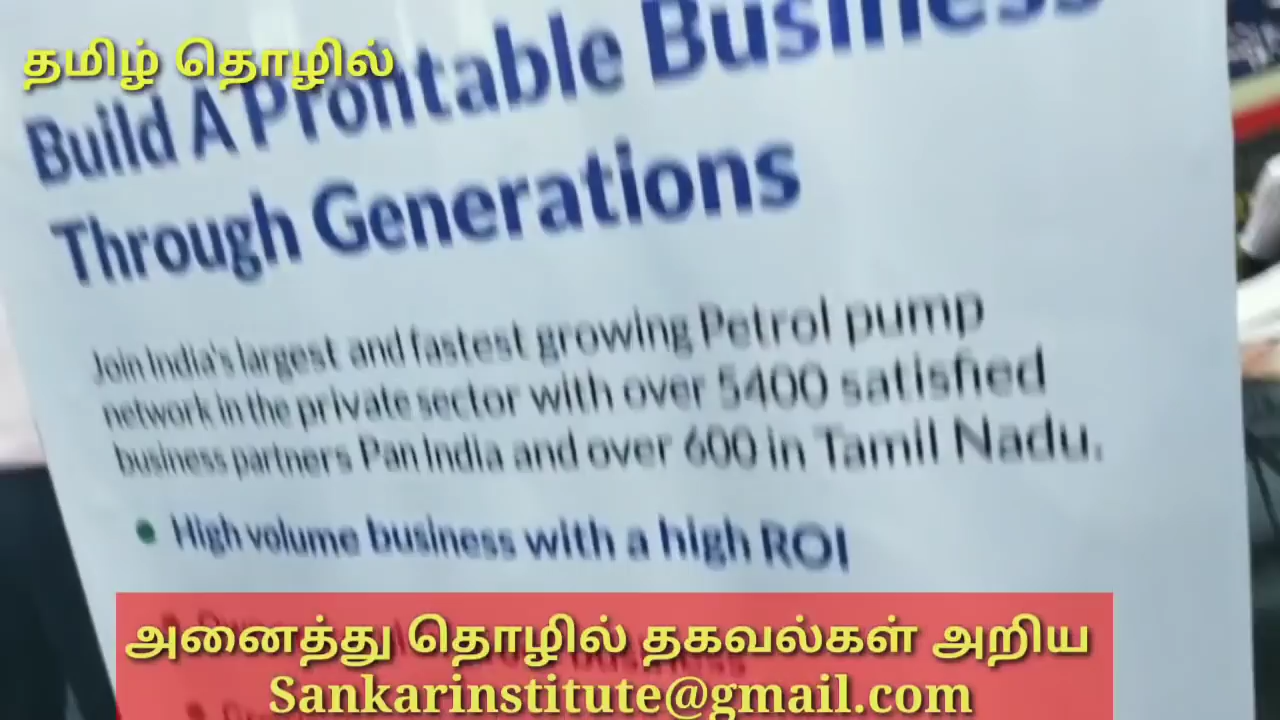 தமிழ் தொழில்
Build A Profitable Business
Through Generations
Join India's largest and fastest growing Petrol pump
network in the private sector with over 5400 satisfied
business partners Pan India and over 600 in Tamil Nadu.
High volume business with a high ROI
அனைத்து தொழில் தகவல்கள் அறிய
Sankarinstitute@gmail.com